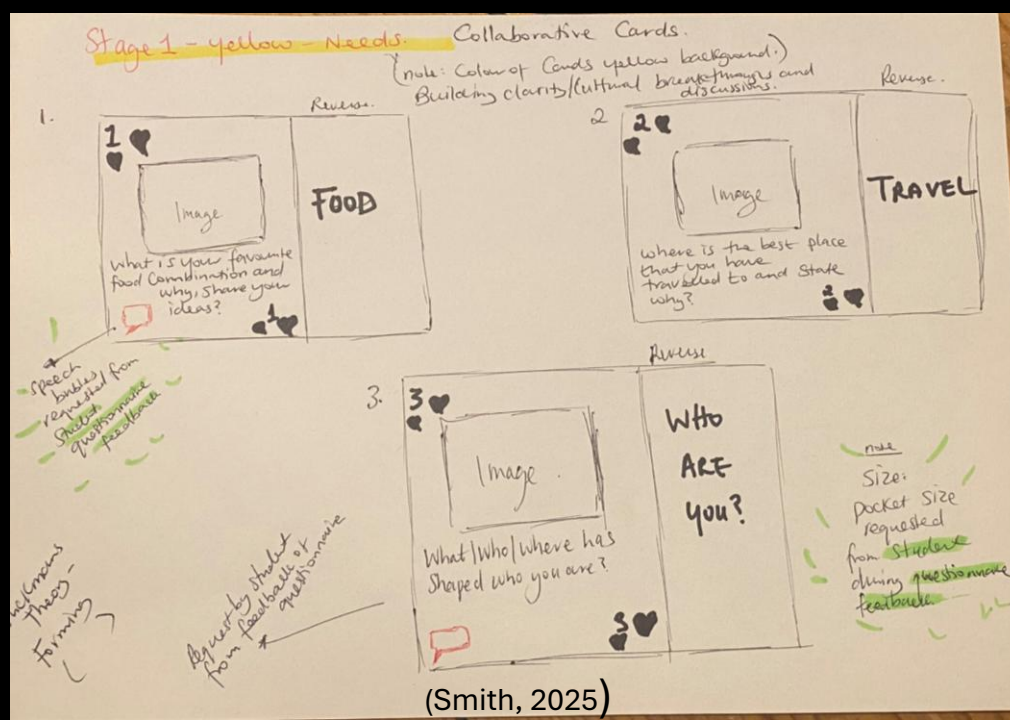 Stage 1 - yellow - Needs. Collaborative Cards.
(note: Colour of Cards yellow background.)
Building clarity/Cultural breakthroughs and
discussions.
1.
Reverse.
1
Image
FOOD
What is your favourite
food Combination and
why, Share your
ideas?
1
speech
bubbles
requested from
Student
questionnaire
feedback
2
Reverse.
2
Image
TRAVEL
where is the best place
that you have
travelled to and State
why?
2
3.
Reverse
3
Image.
WHO
ARE
YOU?
What/Who/where has
Shaped who you are?
3
note
Size:
pocket size
requested
from Student
during questionnaire
feedback
Theory -
Forming
Request by student
from feedback of
questionnaire
(Smith, 2025)